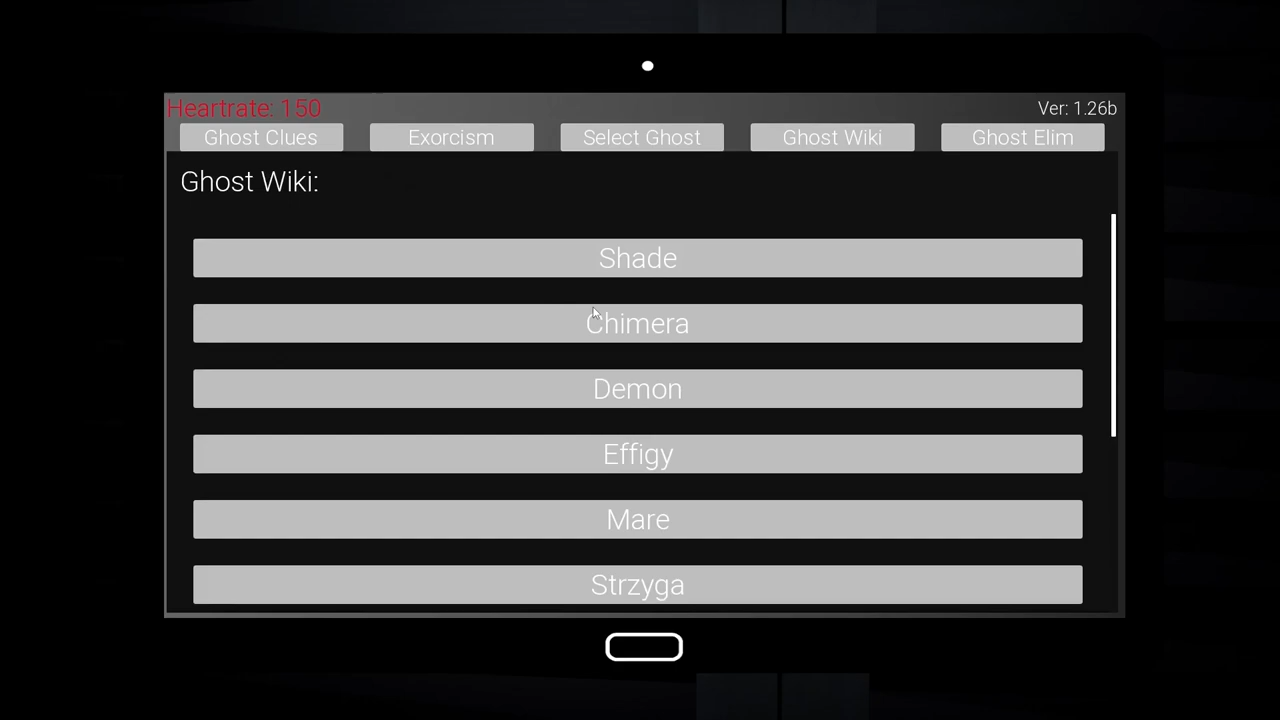 Heartrate: 150
Ver: 1.26b
Ghost Clues
Exorcism
Select Ghost
Ghost Wiki
Ghost Elim
Ghost Wiki:
Shade
Chimera
Demon
Effigy
Mare
Strzyga